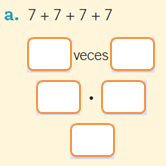 a. 7 + 7 + 7 + 7
veces
·